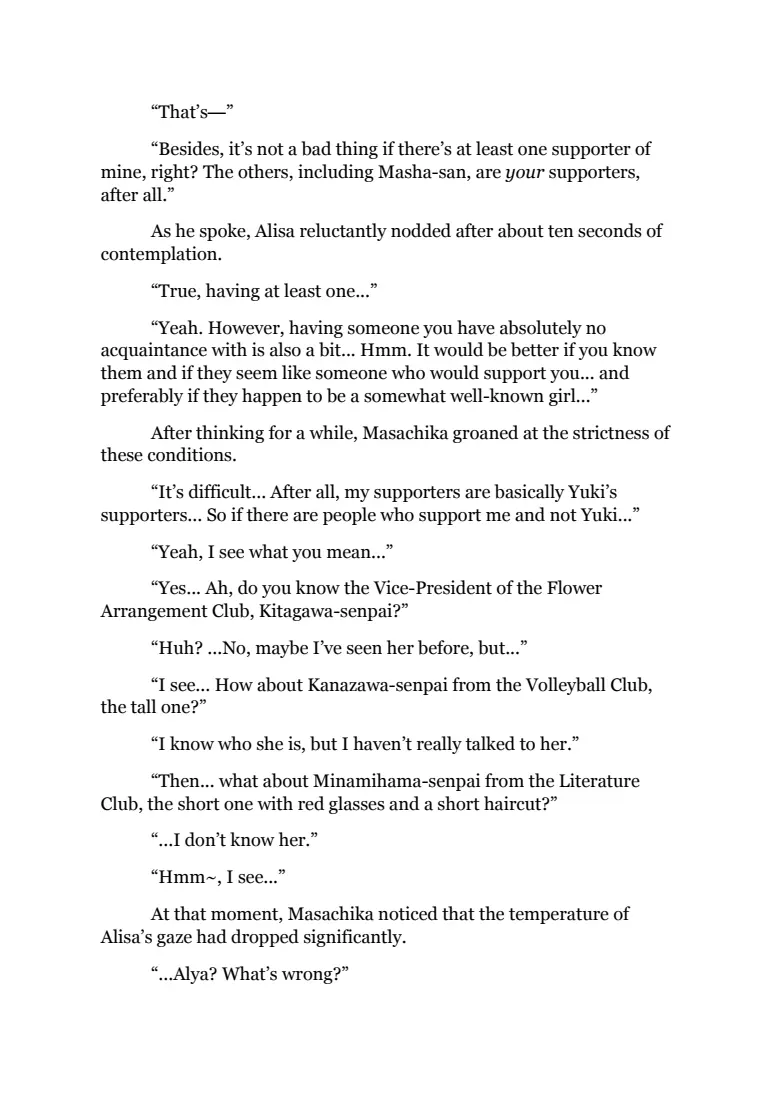 “That’s—”
“Besides, it’s not a bad thing if there’s at least one supporter of
mine, right? The others, including Masha-san, are your supporters,
after all.”
As he spoke, Alisa reluctantly nodded after about ten seconds of
contemplation.
“True, having at least one...”
“Yeah. However, having someone you have absolutely no
acquaintance with is also a bit... Hmm. It would be better if you know
them and if they seem like someone who would support you... and
preferably if they happen to be a somewhat well-known girl...”
After thinking for a while, Masachika groaned at the strictness of
these conditions.
“It’s difficult... After all, my supporters are basically Yuki’s
supporters... So if there are people who support me and not Yuki...”
“Yeah, I see what you mean...”
“Yes... Ah, do you know the Vice-President of the Flower
Arrangement Club, Kitagawa-senpai?”
“Huh? ...No, maybe I’ve seen her before, but...”
“I see... How about Kanazawa-senpai from the Volleyball Club,
the tall one?”
“I know who she is, but I haven’t really talked to her.”
“Then... what about Minamihama-senpai from the Literature
Club, the short one with red glasses and a short haircut?”
“...I don’t know her.”
“Hmm~, I see...”
At that moment, Masachika noticed that the temperature of
Alisa’s gaze had dropped significantly.
“...Alya? What’s wrong?”